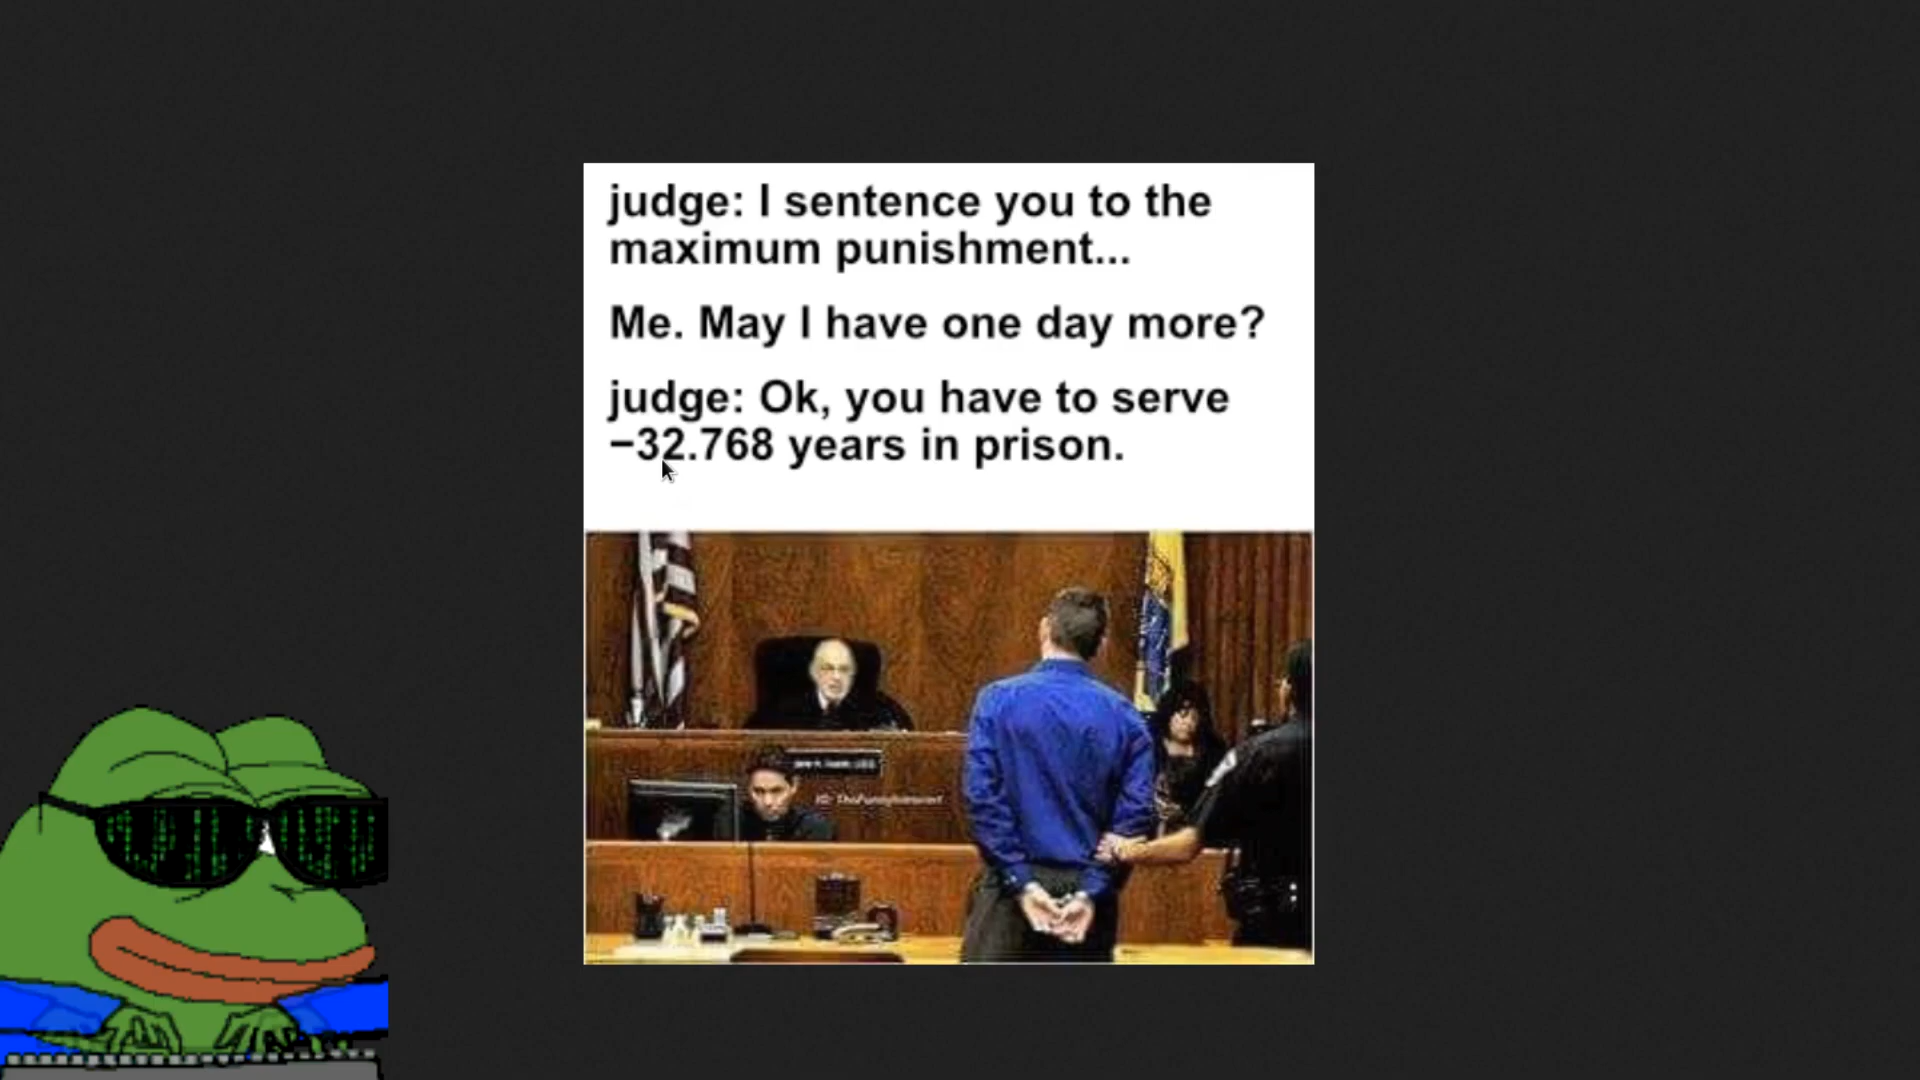 judge: I sentence you to the
maximum punishment...
Me. May I have one day more?
judge: Ok, you have to serve
−32.768 years in prison.